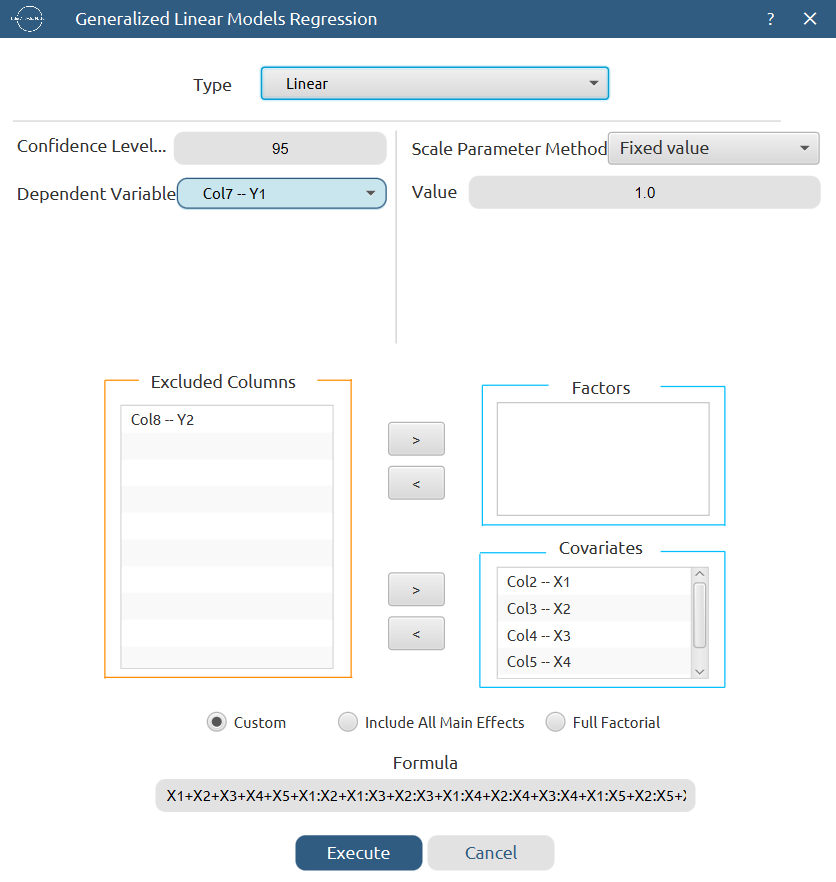 Generalized Linear Models Regression
?
Type
Linear
Confidence Level...
95
Scale Parameter Method
Fixed value
Dependent Variable
Col7 -- Y1
Value
1.0
Excluded Columns
Col8 -- Y2
>
<
>
<
Factors
Covariates
Col2 -- X1
Col3 -- X2
Col4 -- X3
Col5 -- X4
Custom
Include All Main Effects
Full Factorial
Formula
X1+X2+X3+X4+X5+X1:X2+X1:X3+X2:X3+X1:X4+X2:X4+X3:X4+X1:X5+X2:X5+
Execute
Cancel